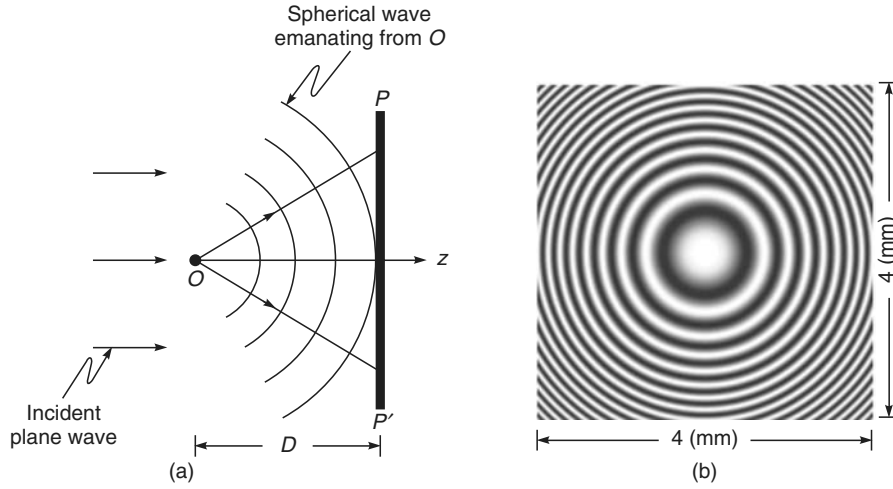 Spherical wave
emanating from O
P
z
O
Incident
plane wave
P′
D
(a)
4 (mm)
4 (mm)
(b)